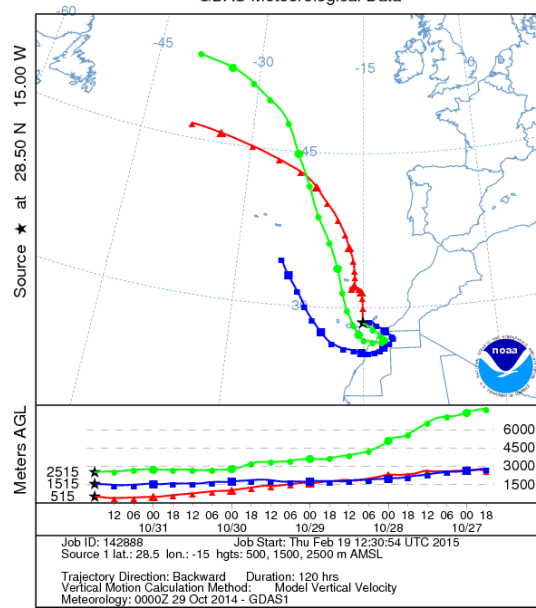 GDAS Meteorological Data
-60
-45
-30
-15
-0
45
30
Source ★ at 28.50 N 15.00 W
noaa
Meters AGL
2515
1515
515
6000
4500
3000
1500
12 06 00 18 12 06 00 18 12 06 00 18 12 06 00 18 12 06 00 18
10/31 10/30 10/29 10/28 10/27
Job ID: 142888 Job Start: Thu Feb 19 12:30:54 UTC 2015
Source 1 lat.: 28.5 lon.: -15 hgts: 500, 1500, 2500 m AMSL
Trajectory Direction: Backward Duration: 120 hrs
Vertical Motion Calculation Method: Model Vertical Velocity
Meteorology: 0000Z 29 Oct 2014 - GDAS1